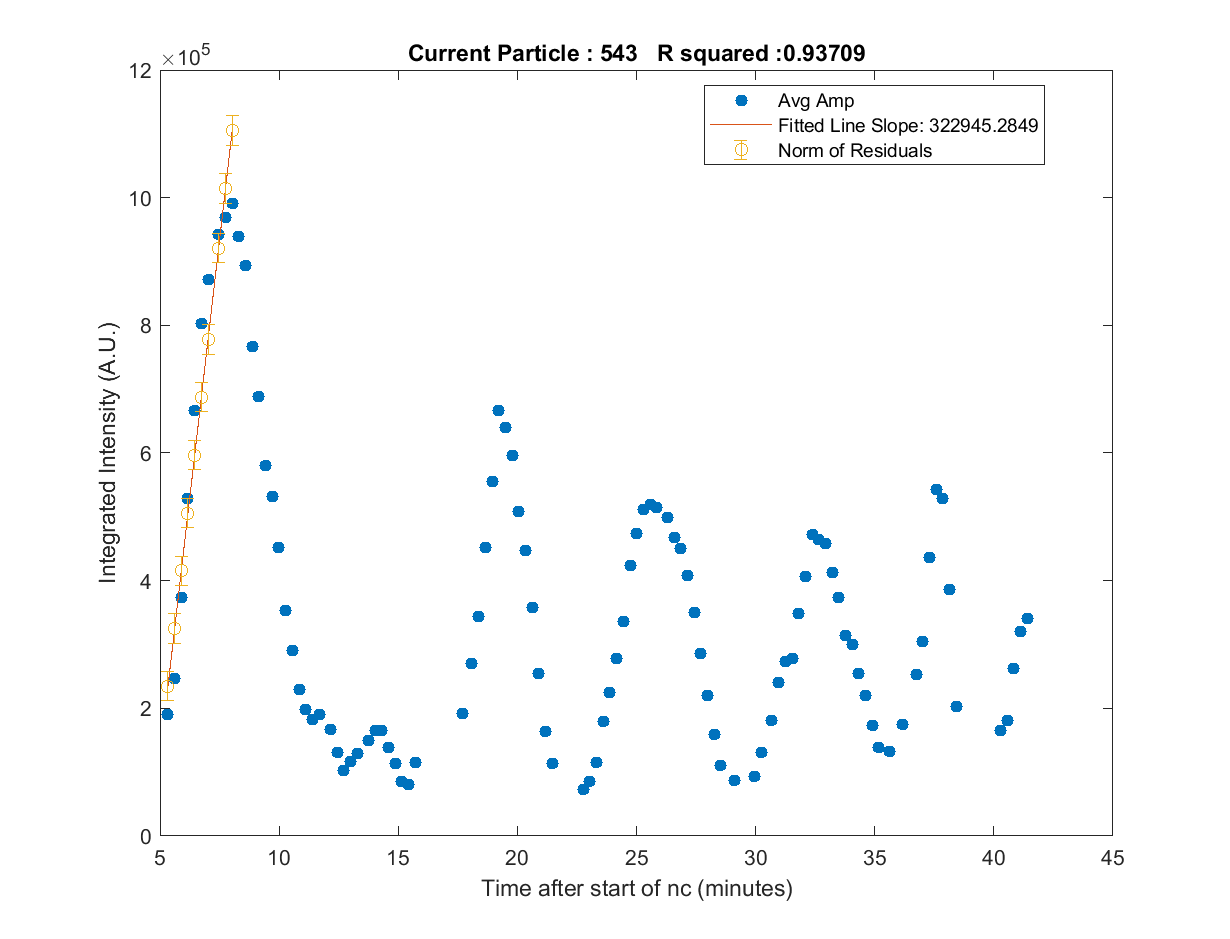 Current Particle : 543   R squared :0.93709
×10^5
Avg Amp
Fitted Line Slope: 322945.2849
Norm of Residuals
12
10
8
6
4
2
0
Integrated Intensity (A.U.)
5 10 15 20 25 30 35 40 45
Time after start of nc (minutes)